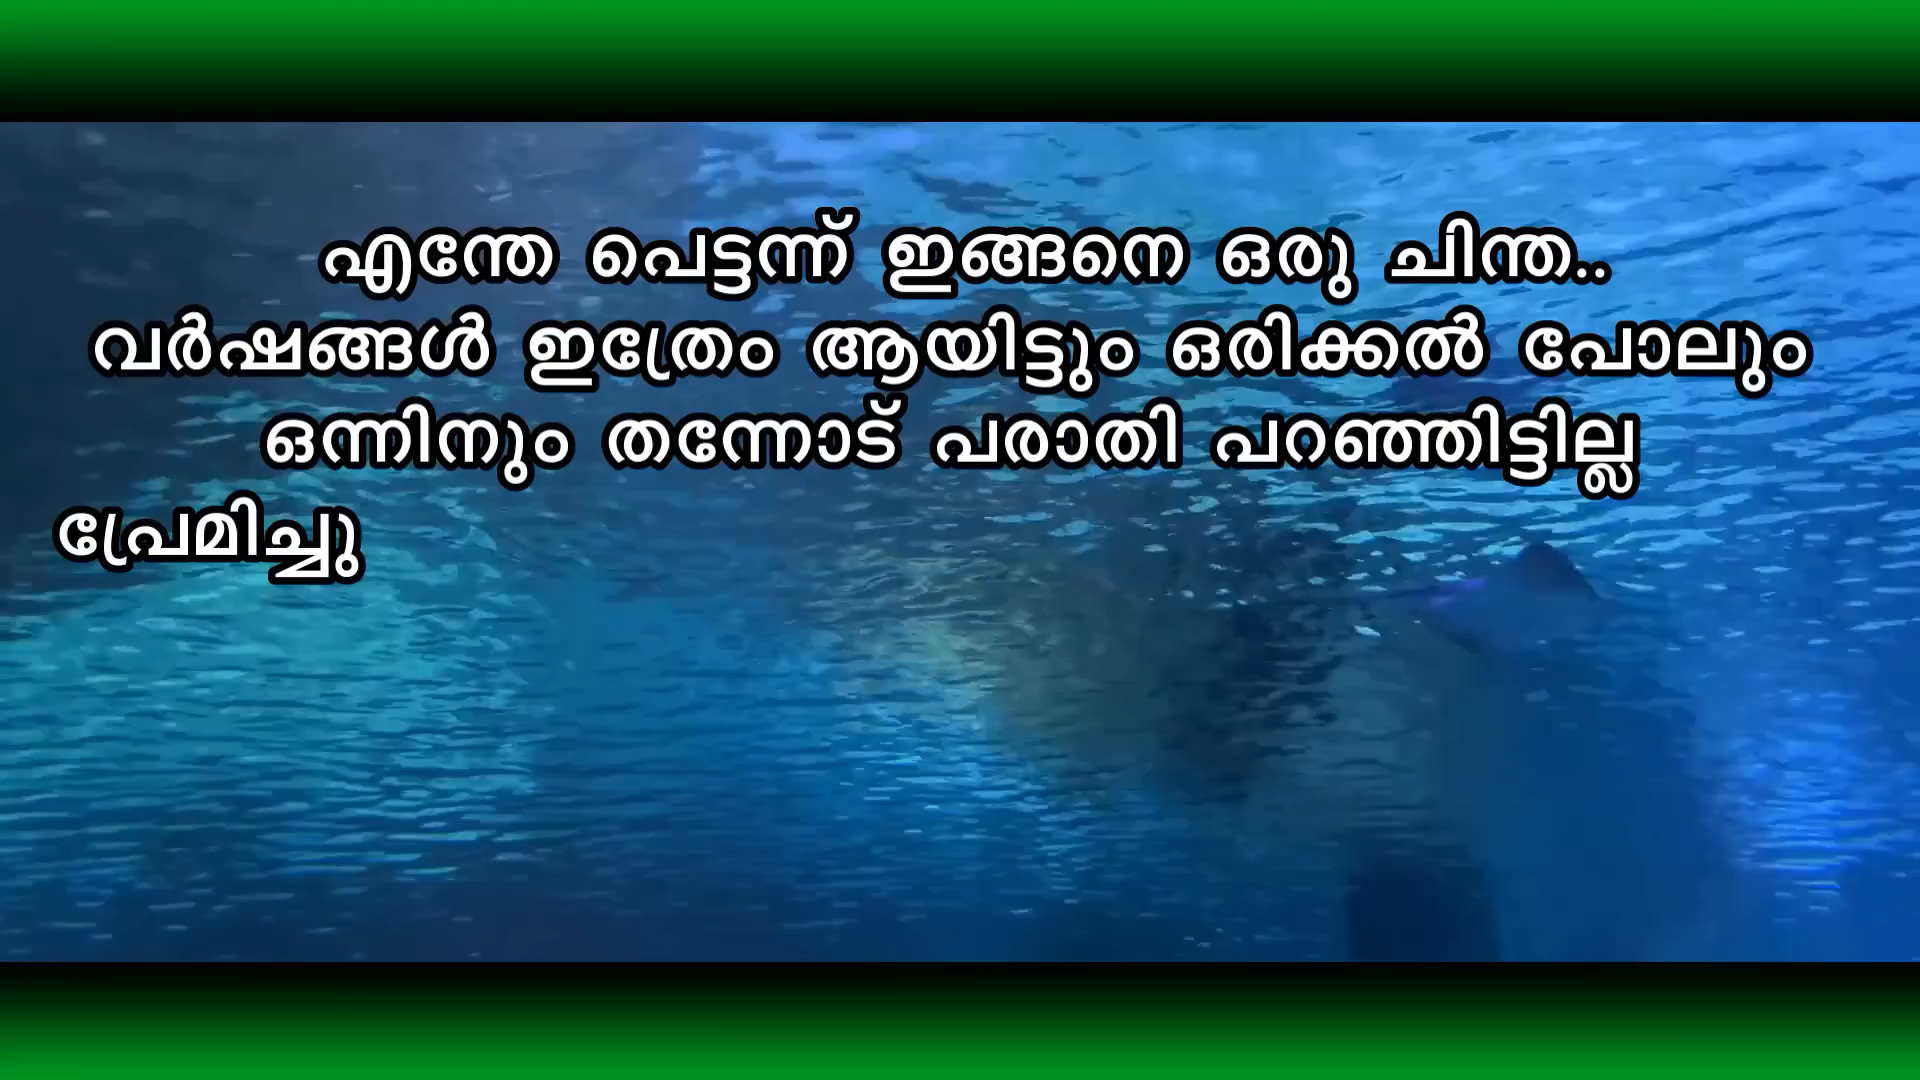 എന്തേ പെട്ടന്ന് ഇങ്ങനെ ഒരു ചിന്ത..
വർഷങ്ങൾ ഇത്രേം ആയിട്ടും ഒരിക്കൽ പോലും
ഒന്നിനും തന്നോട് പരാതി പറഞ്ഞിട്ടില്ല
പ്രേമിച്ചു